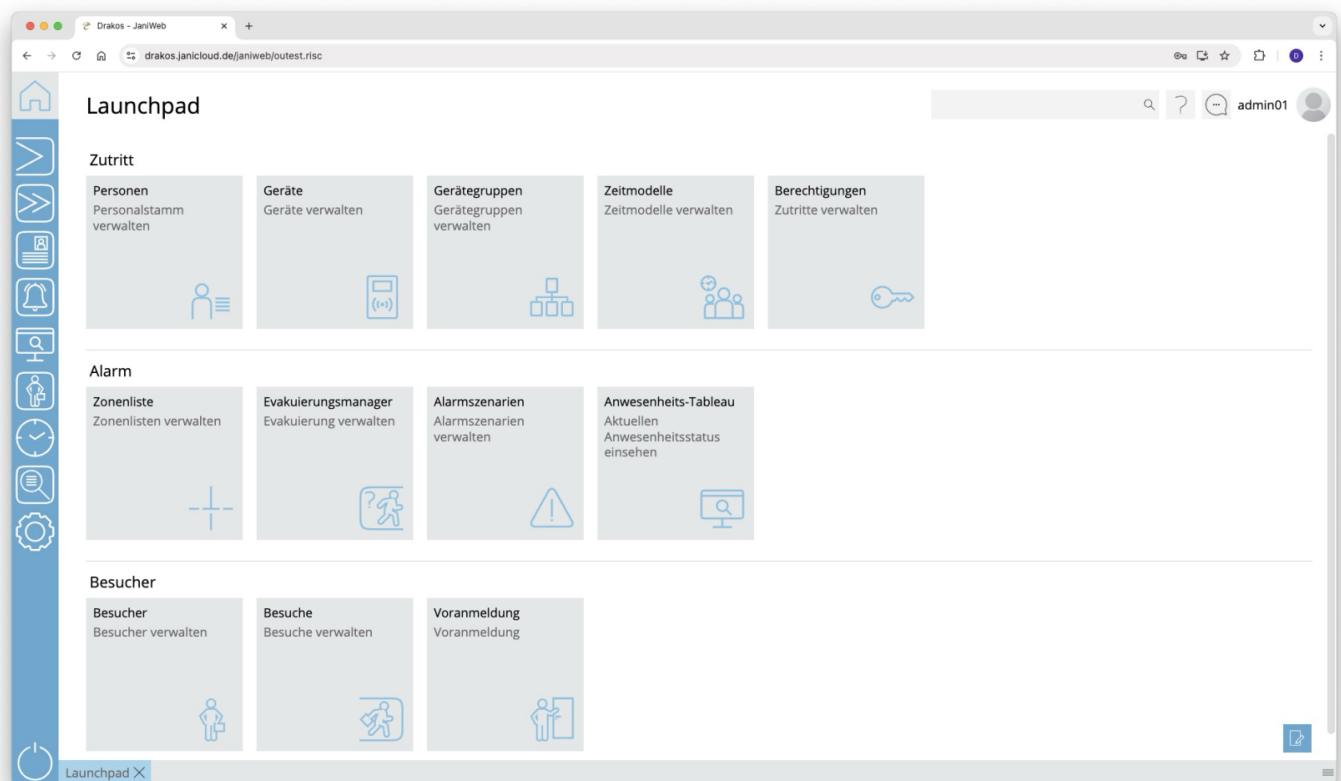 Drakos - JaniWeb
drakos.janicloud.de/janiweb/outest.risc
D
Launchpad
admin01
Zutritt
Personen
Personalstamm
verwalten
Geräte
Geräte verwalten
Gerätegruppen
Gerätegruppen
verwalten
Zeitmodelle
Zeitmodelle verwalten
Berechtigungen
Zutritte verwalten
Alarm
Zonenliste
Zonenlisten verwalten
Evakuierungsmanager
Evakuierung verwalten
Alarmszenarien
Alarmszenarien
verwalten
Anwesenheits-Tableau
Aktuellen
Anwesenheitsstatus
einsehen
Besucher
Besucher
Besucher verwalten
Besuche
Besuche verwalten
Voranmeldung
Voranmeldung
Launchpad